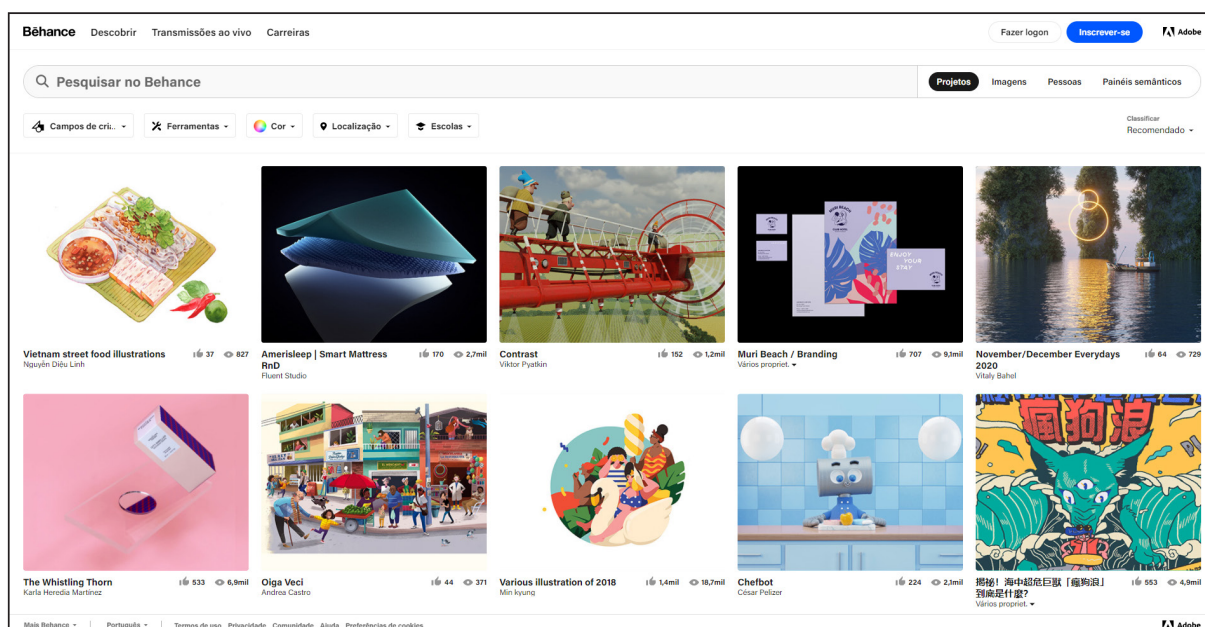 Bēhance Descobrir Transmissões ao vivo Carreiras Fazer logon Inscrever-se Adobe
Pesquisar no Behance Projetos Imagens Pessoas Painéis semânticos
Campos de cri... Ferramentas Cor Localização Escolas
Classificar
Recomendado
MURI BEACH
ENJOY
YOUR
STAY
Vietnam street food illustrations 37 827
Nguyễn Diệu Linh
Amerisleep | Smart Mattress 170 2,7mil
RnD
Fluent Studio
Contrast 152 1,2mil
Viktor Pyatkin
Muri Beach / Branding 707 9,1mil
Vários propriet.
November/December Everydays 64 729
2020
Vitaly Bahel
瘋狗浪
The Whistling Thorn 533 6,9mil
Karla Heredia Martínez
Oiga Veci 44 371
Andrea Castro
Various illustration of 2018 1,4mil 18,7mil
Min kyung
Chefbot 224 2,1mil
César Pelizer
揭祕！海中超危巨獸「瘋狗浪」 553 4,9mil
到底是什麼?
Vários propriet.
Mais Behance Português Termos de uso Privacidade Comunidade Ajuda Preferências de cookies Adobe